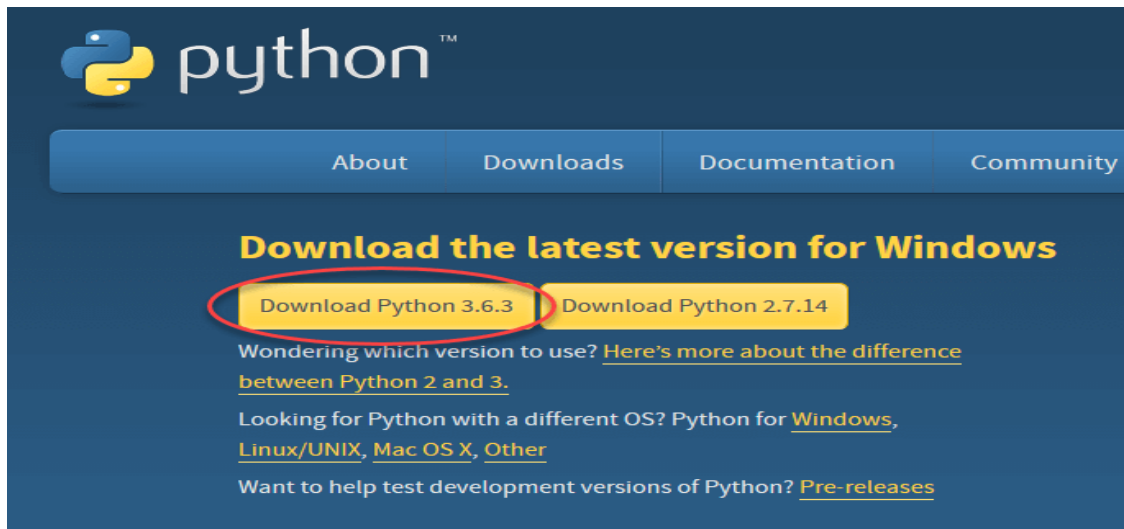 python™
About Downloads Documentation Community
Download the latest version for Windows
Download Python 3.6.3 Download Python 2.7.14
Wondering which version to use? Here's more about the difference
between Python 2 and 3.
Looking for Python with a different OS? Python for Windows,
Linux/UNIX, Mac OS X, Other
Want to help test development versions of Python? Pre-releases